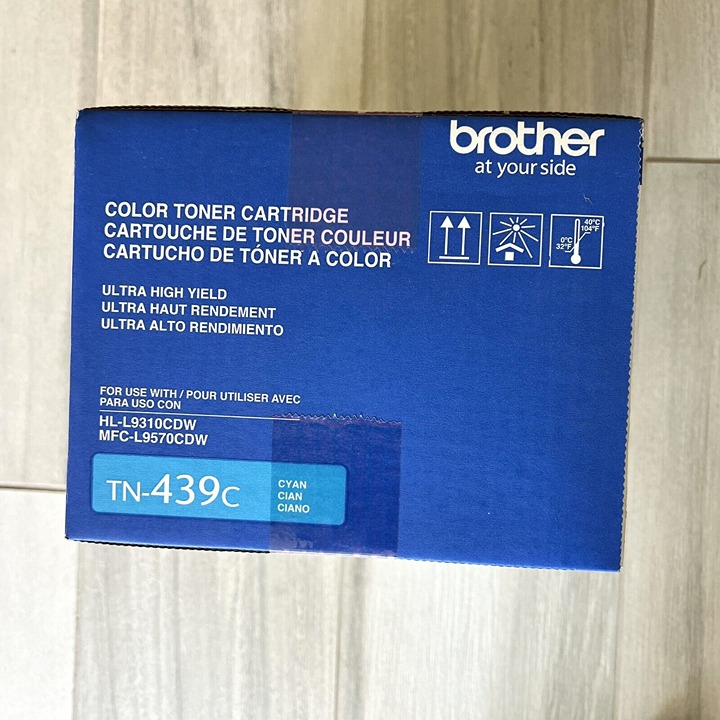 brother
at your side
COLOR TONER CARTRIDGE
CARTOUCHE DE TONER COULEUR
CARTUCHO DE TÓNER A COLOR
40°C
104°F
0°C
32°F
ULTRA HIGH YIELD
ULTRA HAUT RENDEMENT
ULTRA ALTO RENDIMIENTO
FOR USE WITH / POUR UTILISER AVEC
PARA USO CON
HL-L9310CDW
MFC-L9570CDW
TN-439C
CYAN
CIAN
CIANO